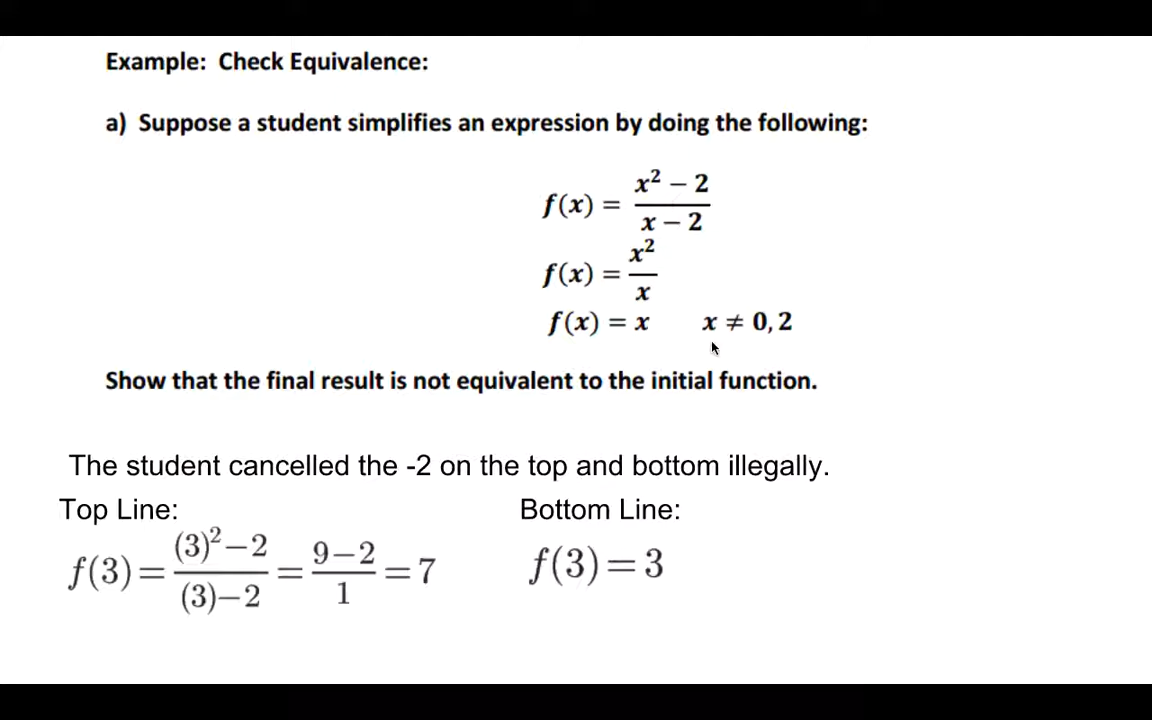 Example: Check Equivalence:
a) Suppose a student simplifies an expression by doing the following:
f(x) = (x² − 2)/(x − 2)
f(x) = x²/x
f(x) = x    x ≠ 0, 2
Show that the final result is not equivalent to the initial function.
The student cancelled the -2 on the top and bottom illegally.
Top Line:    Bottom Line:
f(3) = ((3)² − 2)/((3) − 2) = (9 − 2)/1 = 7    f(3) = 3